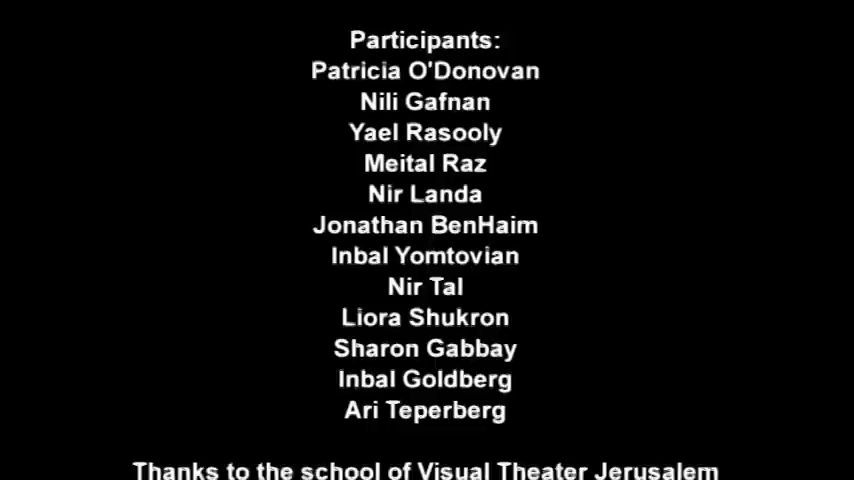 Participants:
Patricia O'Donovan
Nili Gafnan
Yael Rasooly
Meital Raz
Nir Landa
Jonathan BenHaim
Inbal Yomtovian
Nir Tal
Liora Shukron
Sharon Gabbay
Inbal Goldberg
Ari Teperberg
Thanks to the school of Visual Theater Jerusalem